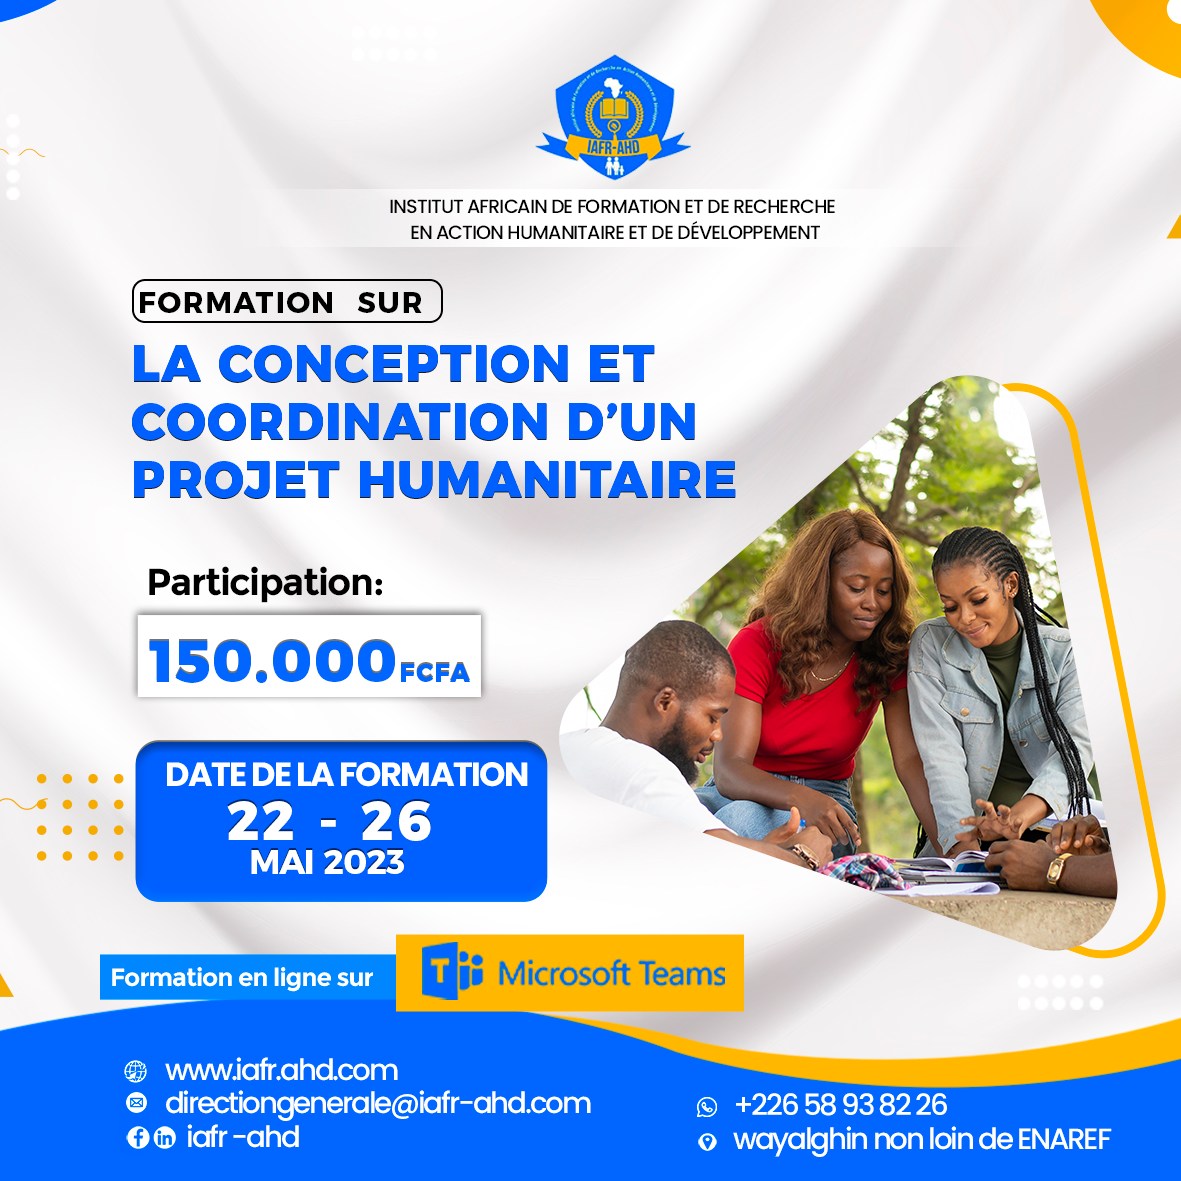 IAFR-AHD
INSTITUT AFRICAIN DE FORMATION ET DE RECHERCHE
EN ACTION HUMANITAIRE ET DE DÉVELOPPEMENT
FORMATION SUR
LA CONCEPTION ET
COORDINATION D’UN
PROJET HUMANITAIRE
Participation:
150.000 FCFA
DATE DE LA FORMATION
22 - 26
MAI 2023
Formation en ligne sur
Microsoft Teams
www.iafr.ahd.com
directiongenerale@iafr-ahd.com
iafr-ahd
+226 58 93 82 26
wayalghin non loin de ENAREF